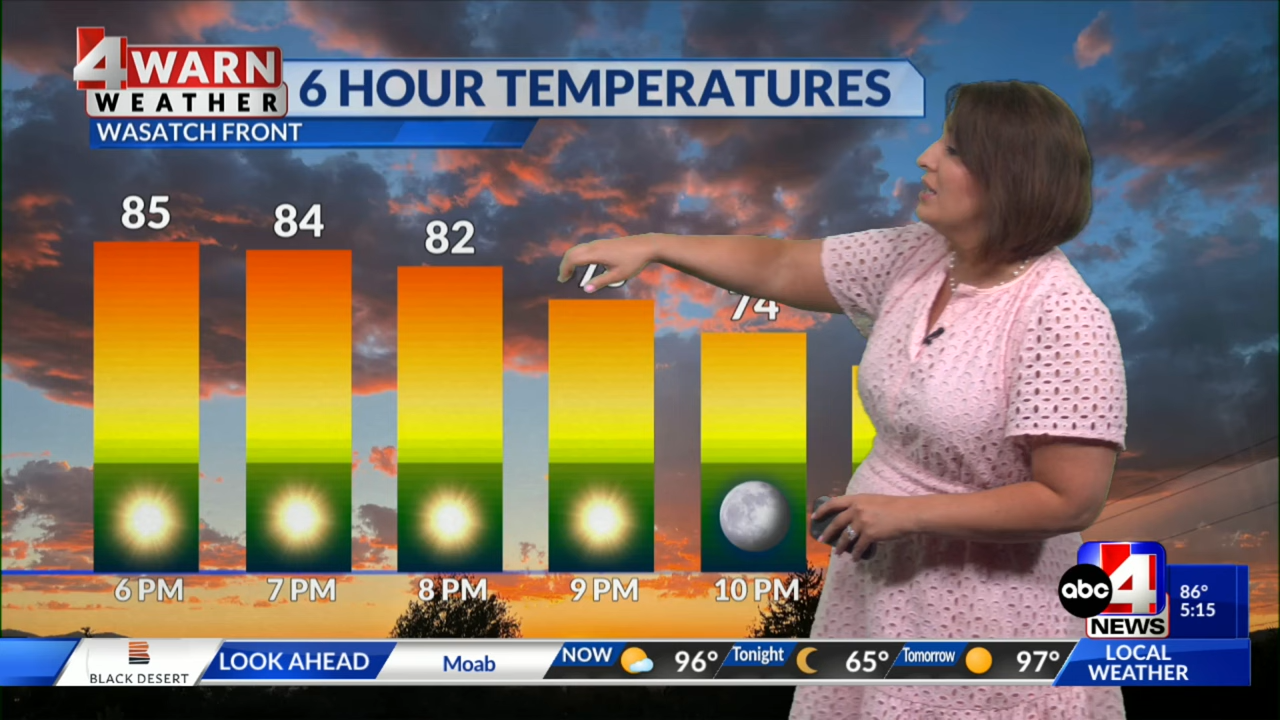 4 WARN
WEATHER
6 HOUR TEMPERATURES
WASATCH FRONT
85
84
82
74
6 PM
7 PM
8 PM
9 PM
10 PM
abc 4
NEWS
86°
5:15
BLACK DESERT
LOOK AHEAD
Moab
NOW
96°
Tonight
65°
Tomorrow
97°
LOCAL
WEATHER